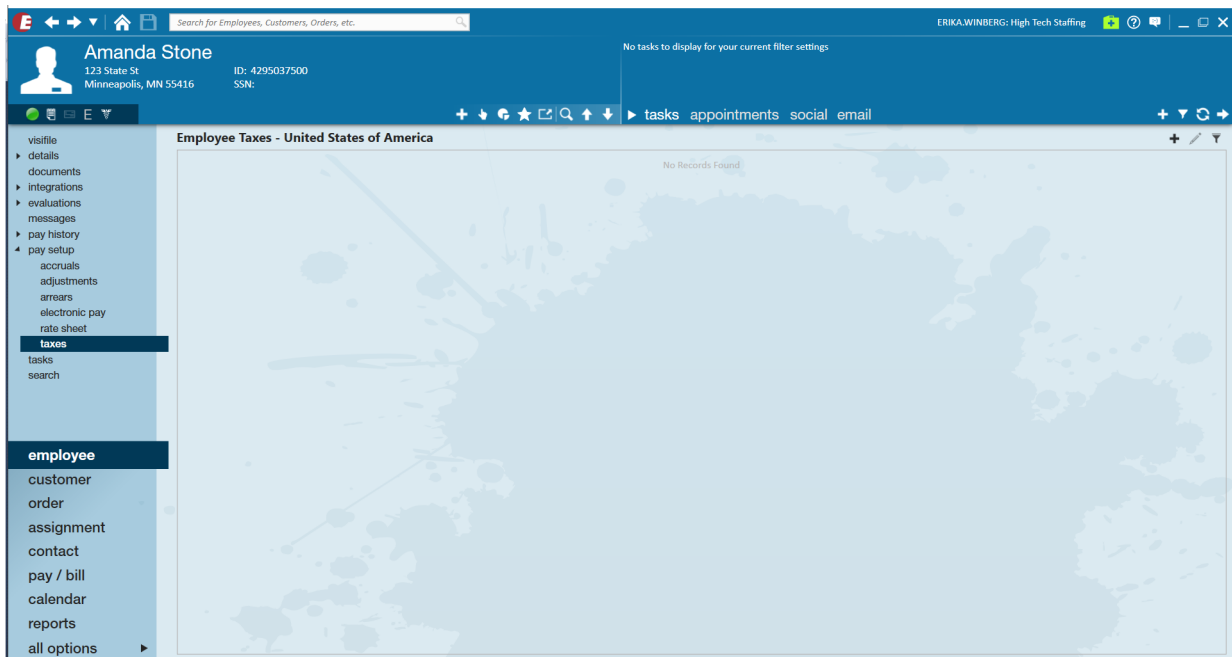 E
Search for Employees, Customers, Orders, etc.
ERIKA.WINBERG: High Tech Staffing
Amanda Stone
123 State St
Minneapolis, MN 55416
ID: 4295037500
SSN:
No tasks to display for your current filter settings
E
tasks appointments social email
visifile
details
documents
integrations
evaluations
messages
pay history
pay setup
accruals
adjustments
arrears
electronic pay
rate sheet
taxes
tasks
search
employee
customer
order
assignment
contact
pay / bill
calendar
reports
all options
Employee Taxes - United States of America
No Records Found